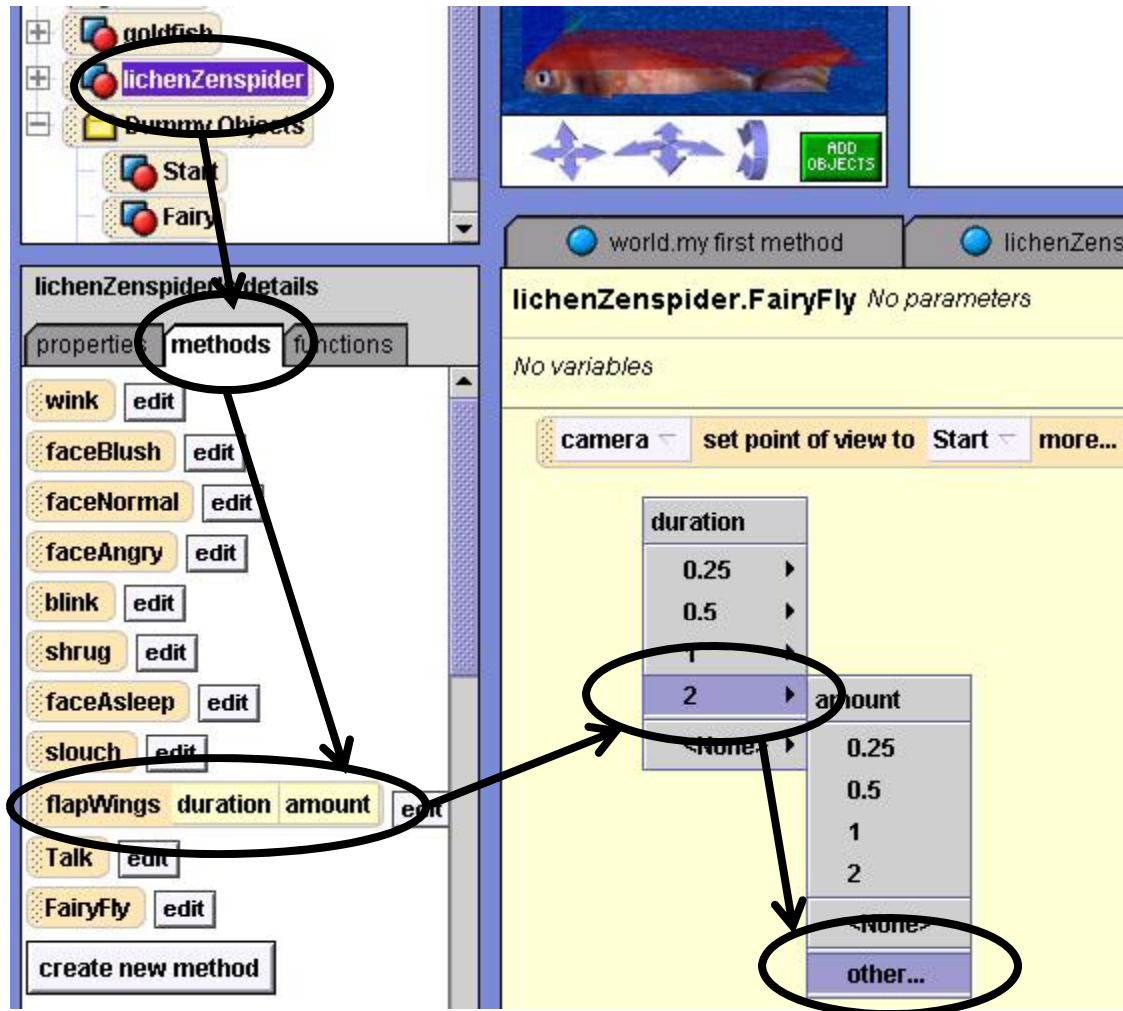 goldfish
lichenZenspider
Dummy Objects
Start
Fairy
ADD
OBJECTS
world.my first method
lichenZens
lichenZenspider's details
properties methods functions
wink edit
faceBlush edit
faceNormal edit
faceAngry edit
blink edit
shrug edit
faceAsleep edit
slouch edit
flapWings duration amount edit
Talk edit
FairyFly edit
create new method
lichenZenspider.FairyFly No parameters
No variables
camera set point of view to Start more...
duration
0.25
0.5
1
2
<None>
amount
0.25
0.5
1
2
<None>
other...